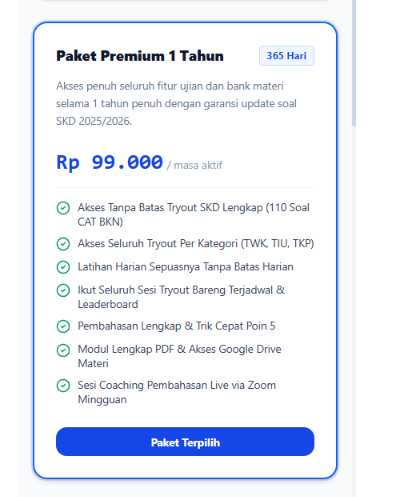 Paket Premium 1 Tahun
365 Hari
Akses penuh seluruh fitur ujian dan bank materi
selama 1 tahun penuh dengan garansi update soal
SKD 2025/2026.
Rp 99.000 / masa aktif
Akses Tanpa Batas Tryout SKD Lengkap (110 Soal
CAT BKN)
Akses Seluruh Tryout Per Kategori (TWK, TIU, TKP)
Latihan Harian Sepuasnya Tanpa Batas Harian
Ikut Seluruh Sesi Tryout Bareng Terjadwal &
Leaderboard
Pembahasan Lengkap & Trik Cepat Poin 5
Modul Lengkap PDF & Akses Google Drive
Materi
Sesi Coaching Pembahasan Live via Zoom
Mingguan
Paket Terpilih